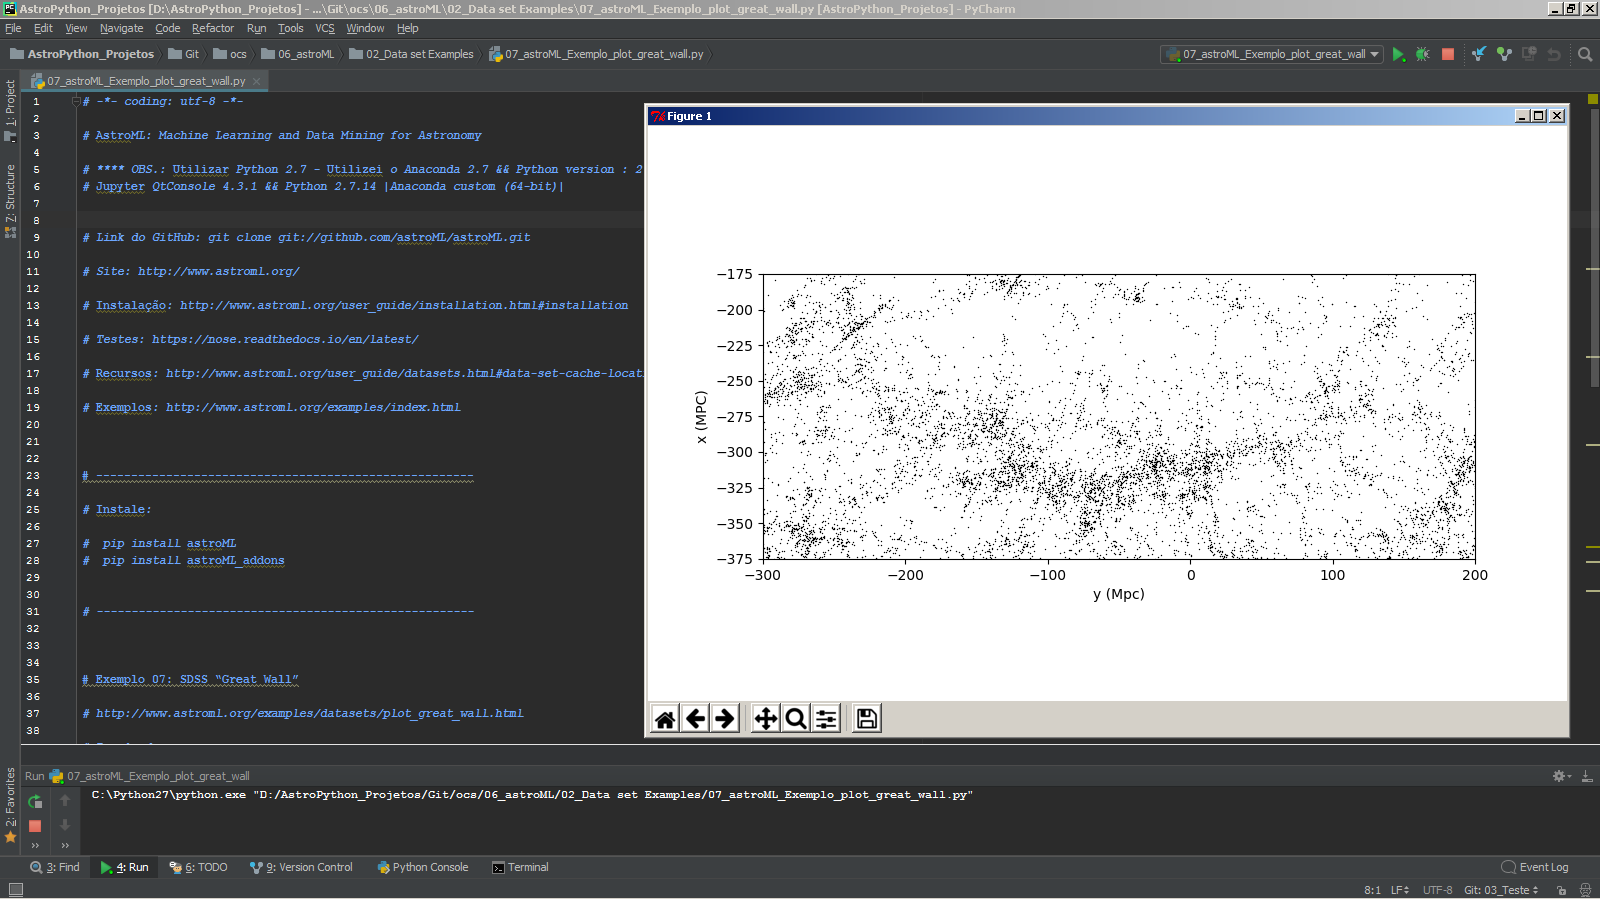 AstroPython_Projetos [D:\AstroPython_Projetos] - ...\Git\ocs\06_astroML\02_Data set Examples\07_astroML_Exemplo_plot_great_wall.py [AstroPython_Projetos] - PyCharm
File Edit View Navigate Code Refactor Run Tools VCS Window Help
AstroPython_Projetos Git ocs 06_astroML 02_Data set Examples 07_astroML_Exemplo_plot_great_wall.py 07_astroML_Exemplo_plot_great_wall
07_astroML_Exemplo_plot_great_wall.py
1: Project
7: Structure
2: Favorites
1 # -*- coding: utf-8 -*-
2
3 # AstroML: Machine Learning and Data Mining for Astronomy
4
5 # **** OBS.: Utilizar Python 2.7 - Utilizei o Anaconda 2.7 && Python version : 2
6 # Jupyter QtConsole 4.3.1 && Python 2.7.14 |Anaconda custom (64-bit)|
7
8
9 # Link do GitHub: git clone git://github.com/astroML/astroML.git
10
11 # Site: http://www.astroml.org/
12
13 # Instalação: http://www.astroml.org/user_guide/installation.html#installation
14
15 # Testes: https://nose.readthedocs.io/en/latest/
16
17 # Recursos: http://www.astroml.org/user_guide/datasets.html#data-set-cache-locat
18
19 # Exemplos: http://www.astroml.org/examples/index.html
20
21
22
23 # ------------------------------------------------------
24
25 # Instale:
26
27 #  pip install astroML
28 #  pip install astroML_addons
29
30
31 # ------------------------------------------------------
32
33
34
35 # Exemplo 07: SDSS “Great Wall”
36
37 # http://www.astroml.org/examples/datasets/plot_great_wall.html
38
Figure 1
−175
−200
−225
−250
−275
−300
−325
−350
−375
x (MPC)
−300 −200 −100 0 100 200
y (Mpc)
Run 07_astroML_Exemplo_plot_great_wall
C:\Python27\python.exe "D:/AstroPython_Projetos/Git/ocs/06_astroML/02_Data set Examples/07_astroML_Exemplo_plot_great_wall.py"
3: Find 4: Run 6: TODO 9: Version Control Python Console Terminal Event Log
8:1 LF UTF-8 Git: 03_Teste